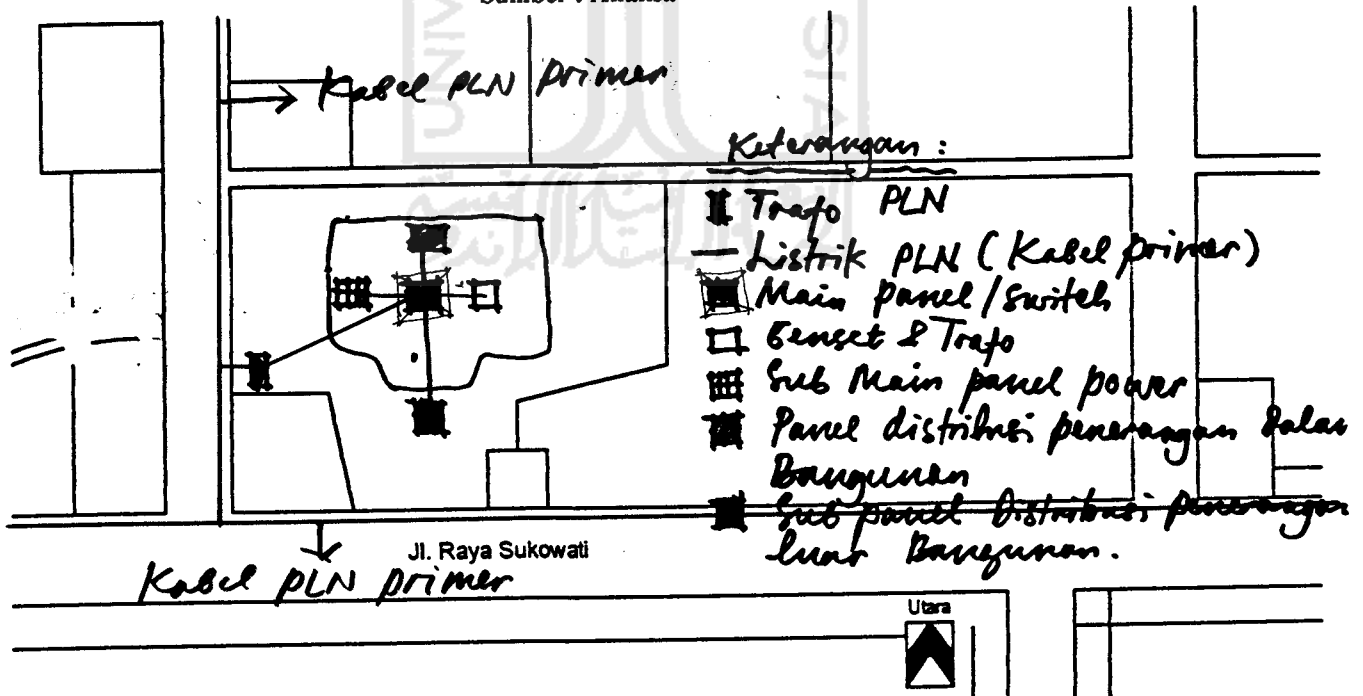 Kabel PLN primer
Keterangan :
Trafo PLN
Listrik PLN (Kabel primer)
Main panel/switch
Genset & Trafo
Sub Main panel power
Panel distribusi penerangan dalam
Bangunan
Sub panel Distribusi penerangan
luar Bangunan.
Jl. Raya Sukowati
Kabel PLN primer
Utara